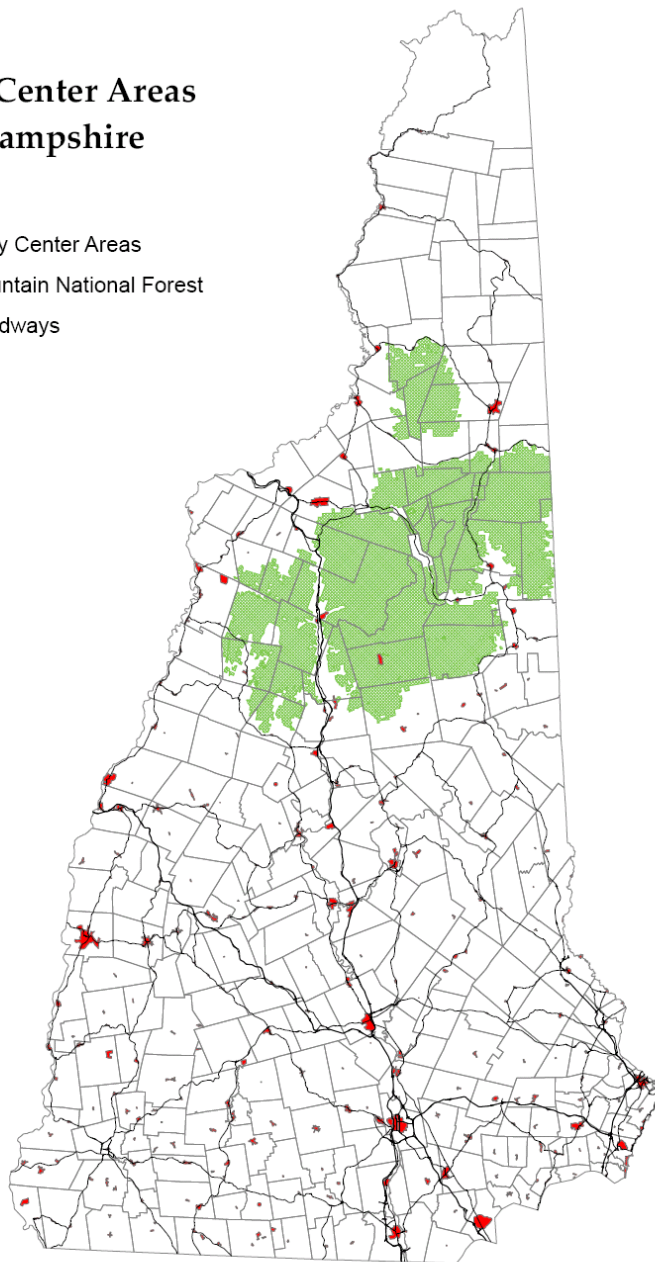 Center Areas
ampshire
y Center Areas
untain National Forest
dways